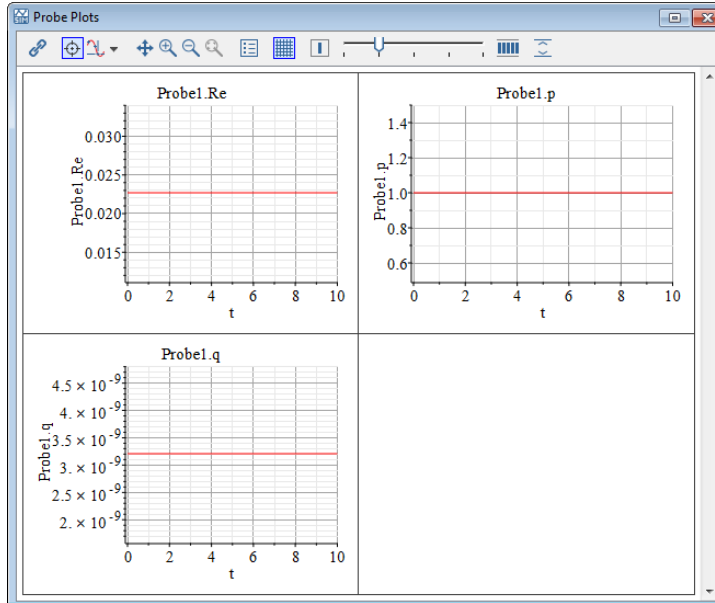 Probe Plots
SIM
Probe1.Re
Probe1.Re
0.030
0.025
0.020
0.015
0 2 4 6 8 10
t
Probe1.p
Probe1.p
1.4
1.2
1.0
0.8
0.6
0 2 4 6 8 10
t
Probe1.q
Probe1.q
4.5 × 10⁻⁹
4. × 10⁻⁹
3.5 × 10⁻⁹
3. × 10⁻⁹
2.5 × 10⁻⁹
2. × 10⁻⁹
0 2 4 6 8 10
t